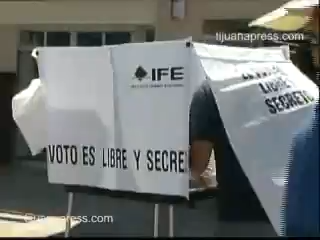 tijuanapress.com
IFE
LIBRE
SECRETO
VOTO ES LIBRE Y SECRE
tijuanapress.com